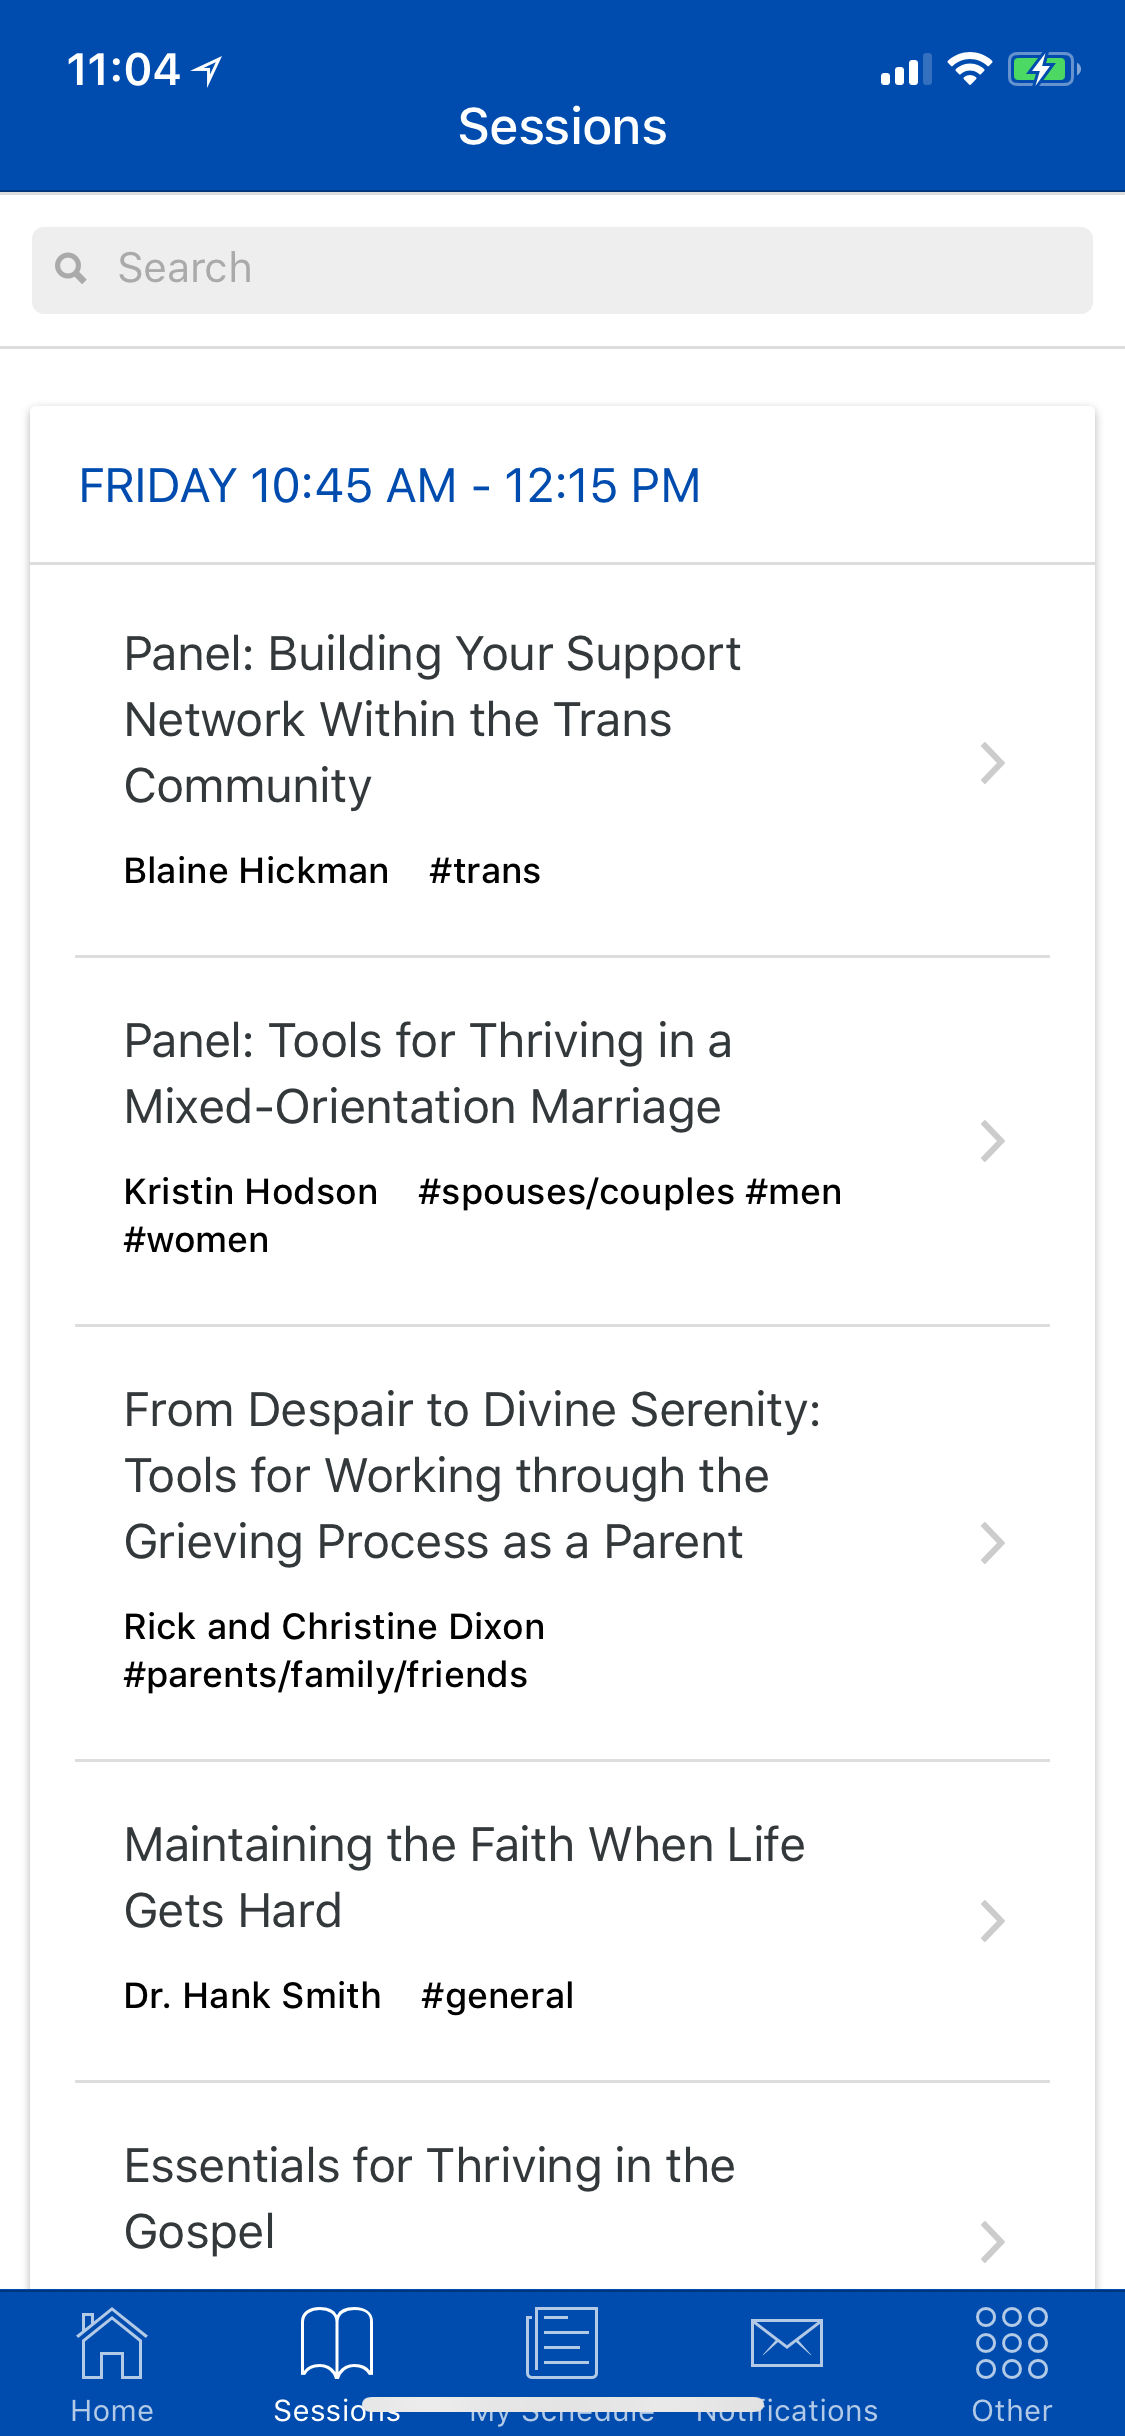 11:04
Sessions
Search
FRIDAY 10:45 AM - 12:15 PM
Panel: Building Your Support
Network Within the Trans
Community
Blaine Hickman #trans
Panel: Tools for Thriving in a
Mixed-Orientation Marriage
Kristin Hodson #spouses/couples #men
#women
From Despair to Divine Serenity:
Tools for Working through the
Grieving Process as a Parent
Rick and Christine Dixon
#parents/family/friends
Maintaining the Faith When Life
Gets Hard
Dr. Hank Smith #general
Essentials for Thriving in the
Gospel
Home Sessions My Schedule Notifications Other